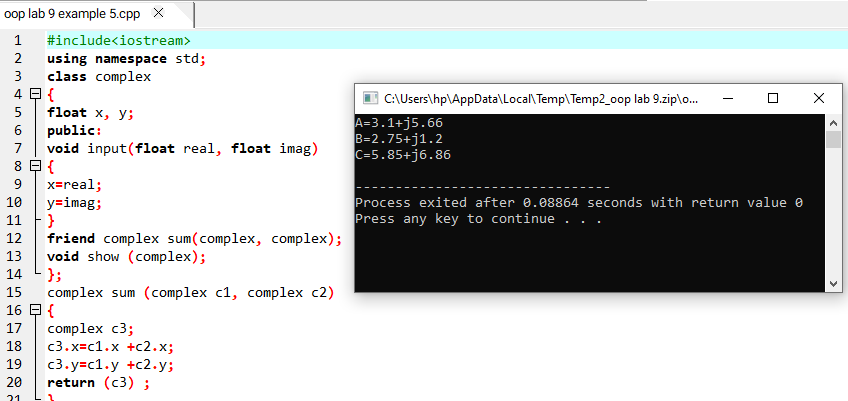 oop lab 9 example 5.cpp
1 #include<iostream>
2 using namespace std;
3 class complex
4 {
5 float x, y;
6 public:
7 void input(float real, float imag)
8 {
9 x=real;
10 y=imag;
11 }
12 friend complex sum(complex, complex);
13 void show (complex);
14 };
15 complex sum (complex c1, complex c2)
16 {
17 complex c3;
18 c3.x=c1.x +c2.x;
19 c3.y=c1.y +c2.y;
20 return (c3) ;
21 }
C:\Users\hp\AppData\Local\Temp\Temp2_oop lab 9.zip\o...
A=3.1+j5.66
B=2.75+j1.2
C=5.85+j6.86
--------------------------------
Process exited after 0.08864 seconds with return value 0
Press any key to continue . . .